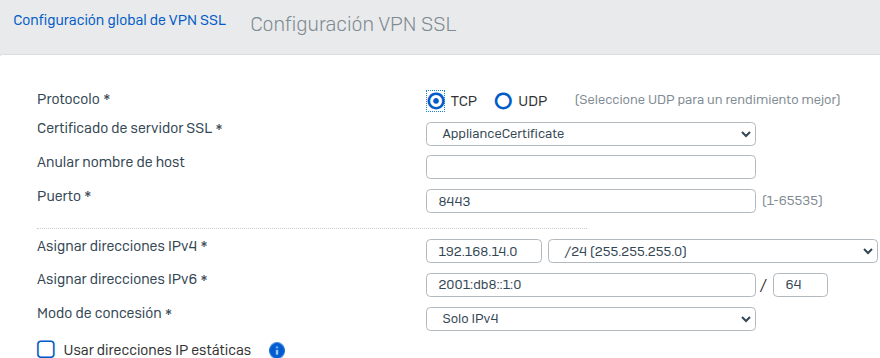 Configuración global de VPN SSL Configuración VPN SSL
Protocolo * TCP UDP (Seleccione UDP para un rendimiento mejor)
Certificado de servidor SSL * ApplianceCertificate
Anular nombre de host
Puerto * 8443 (1-65535)
Asignar direcciones IPv4 * 192.168.14.0 /24 (255.255.255.0)
Asignar direcciones IPv6 * 2001:db8::1:0 / 64
Modo de concesión * Solo IPv4
Usar direcciones IP estáticas i